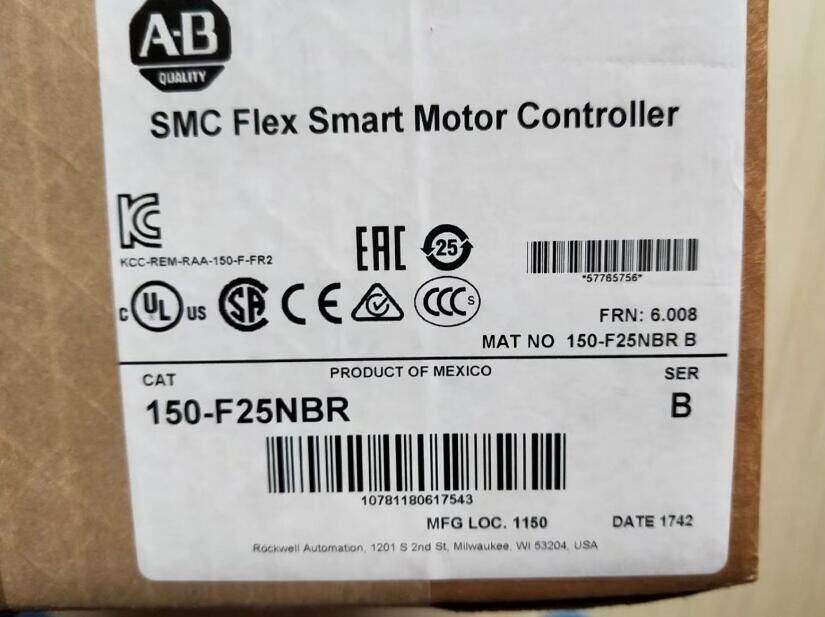 A-B
QUALITY
SMC Flex Smart Motor Controller
KCC-REM-RAA-150-F-FR2
EAC
25
*57765756*
C UL US
SA
CE
CCC S
FRN: 6.008
MAT NO 150-F25NBR B
CAT
PRODUCT OF MEXICO
SER
150-F25NBR
B
10781180617543
MFG LOC. 1150
DATE 1742
Rockwell Automation, 1201 S 2nd St, Milwaukee, WI 53204, USA